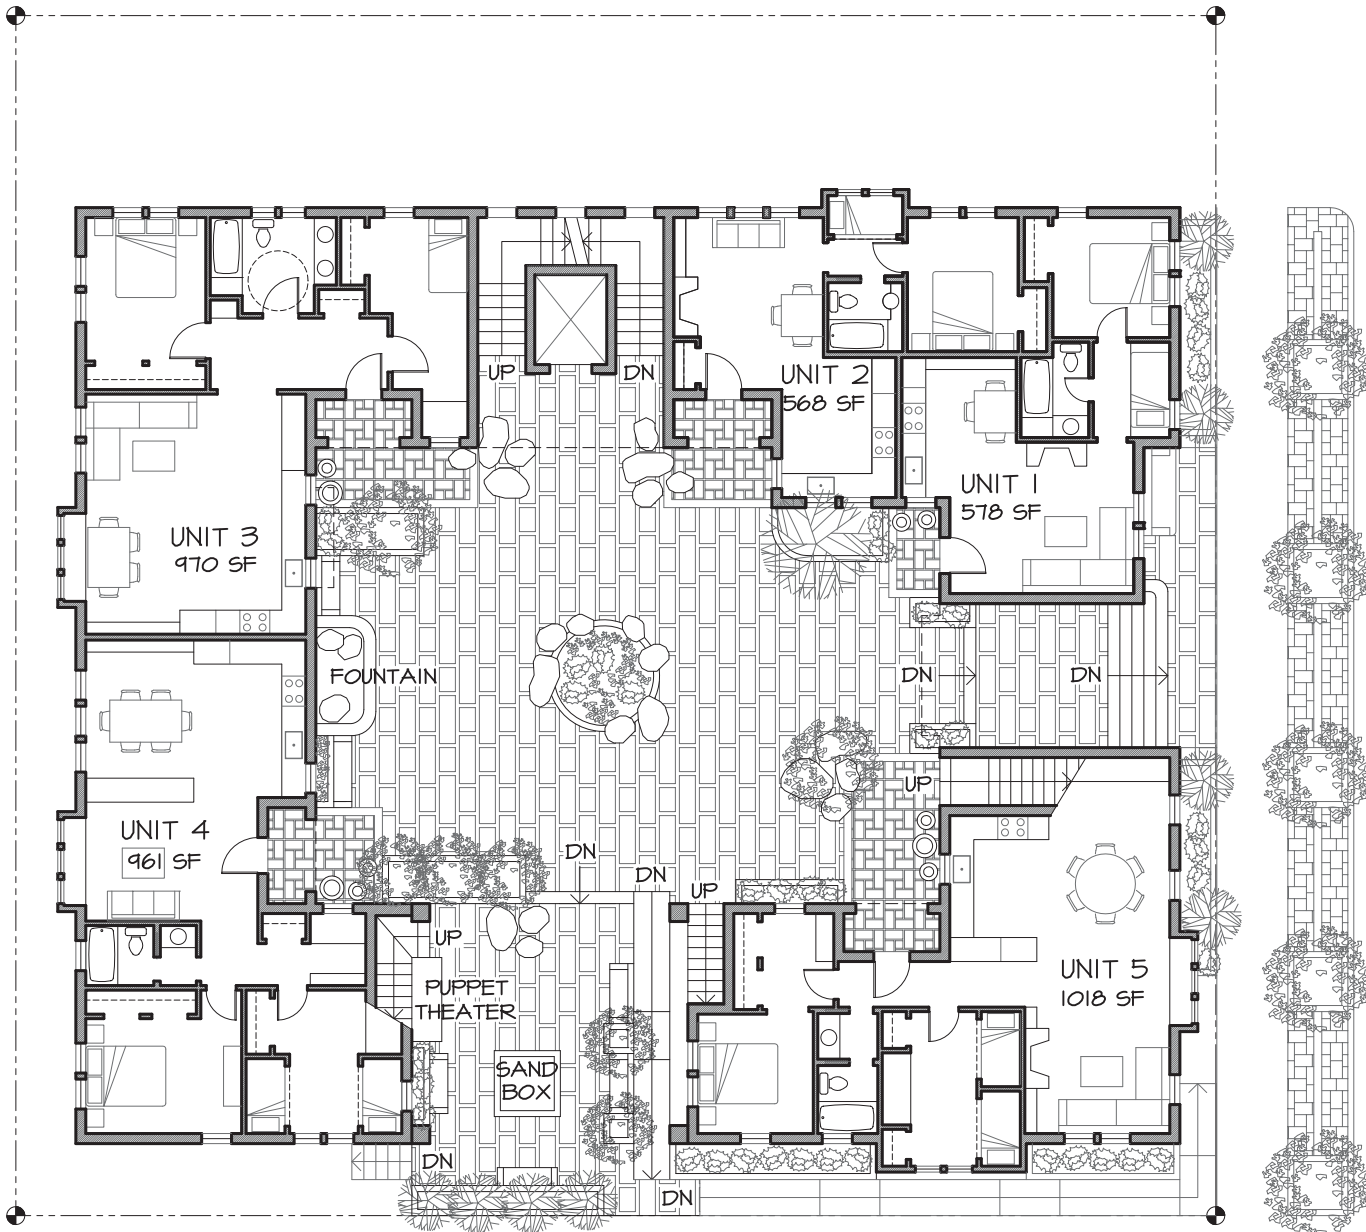 UP
DN
UNIT 2
568 SF
UNIT 1
578 SF
UNIT 3
970 SF
FOUNTAIN
DN
DN
UP
UNIT 4
961 SF
DN
DN
UP
UP
PUPPET
THEATER
UNIT 5
1018 SF
SAND
BOX
DN
DN